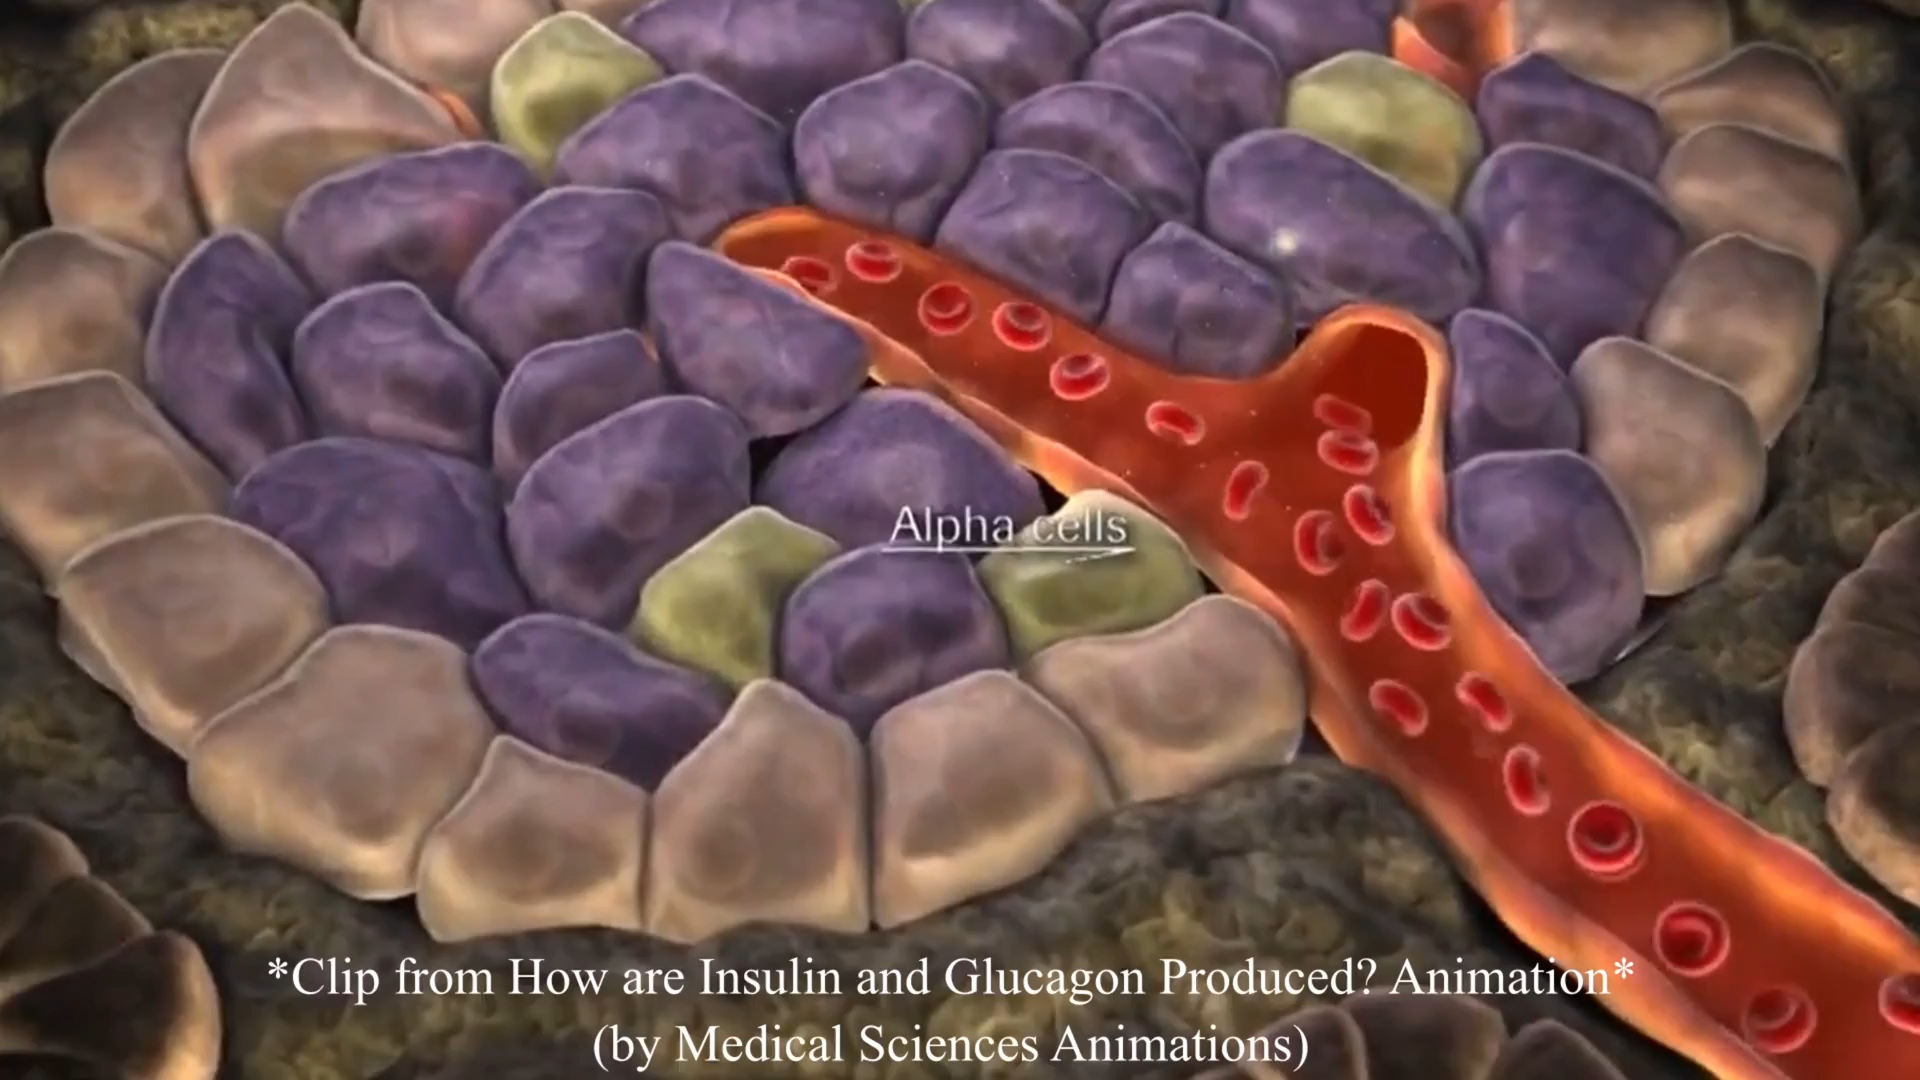 Alpha cells
*Clip from How are Insulin and Glucagon Produced? Animation*
(by Medical Sciences Animations)